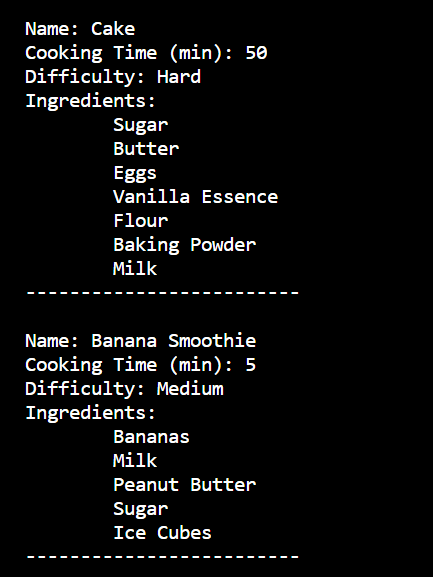 Name: Cake
Cooking Time (min): 50
Difficulty: Hard
Ingredients:
        Sugar
        Butter
        Eggs
        Vanilla Essence
        Flour
        Baking Powder
        Milk
-------------------------

Name: Banana Smoothie
Cooking Time (min): 5
Difficulty: Medium
Ingredients:
        Bananas
        Milk
        Peanut Butter
        Sugar
        Ice Cubes
-------------------------